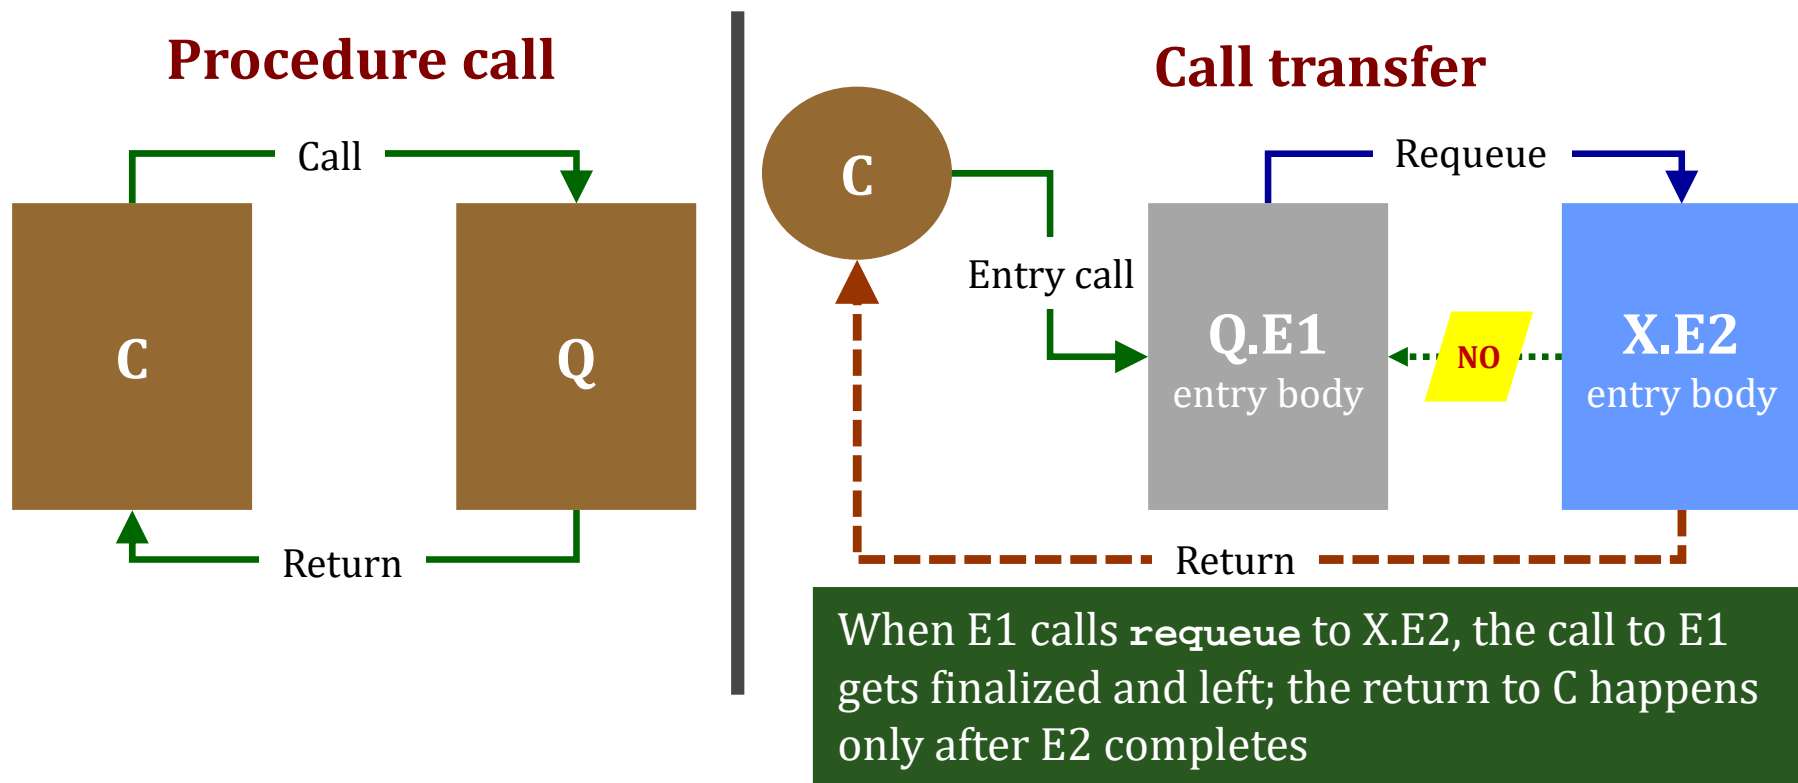 Procedure call
Call
C
Q
Return
Call transfer
C
Requeue
Entry call
Q.E1
entry body
NO
X.E2
entry body
Return
When E1 calls requeue to X.E2, the call to E1
gets finalized and left; the return to C happens
only after E2 completes